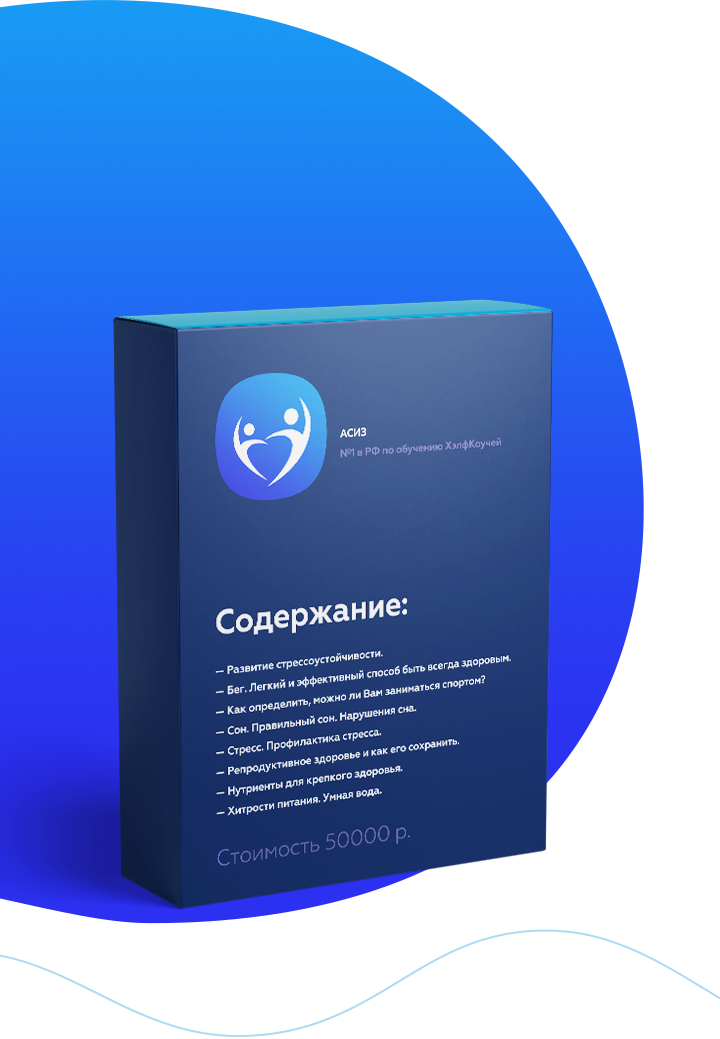 АСИЗ
№1 в РФ по обучению ХэлфКоучей
Содержание:
— Развитие стрессоустойчивости.
— Бег. Легкий и эффективный способ быть всегда здоровым.
— Как определить, можно ли Вам заниматься спортом?
— Сон. Правильный сон. Нарушения сна.
— Стресс. Профилактика стресса.
— Репродуктивное здоровье и как его сохранить.
— Нутриенты для крепкого здоровья.
— Хитрости питания. Умная вода.
Стоимость 50000 р.